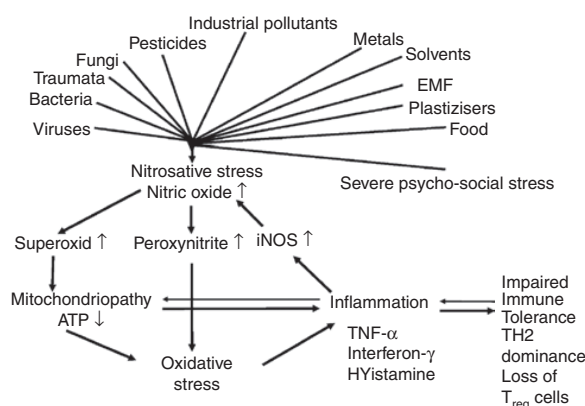 Industrial pollutants
Pesticides
Metals
Fungi
Solvents
Traumata
EMF
Bacteria
Plastizisers
Viruses
Food
Nitrosative stress
Nitric oxide ↑
Severe psycho-social stress
Superoxid ↑
Peroxynitrite ↑
iNOS ↑
Mitochondriopathy
ATP ↓
Inflammation
TNF-α
Interferon-γ
HYistamine
Impaired
Immune
Tolerance
TH2
dominance
Loss of
Treg cells
Oxidative
stress